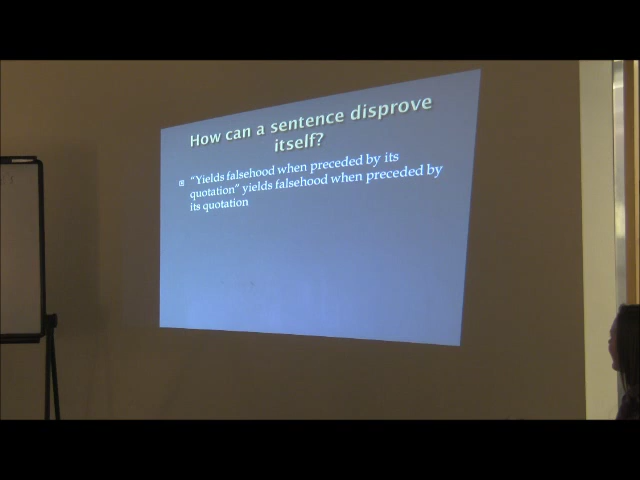 How can a sentence disprove
itself?
"Yields falsehood when preceded by its
quotation" yields falsehood when preceded by
its quotation